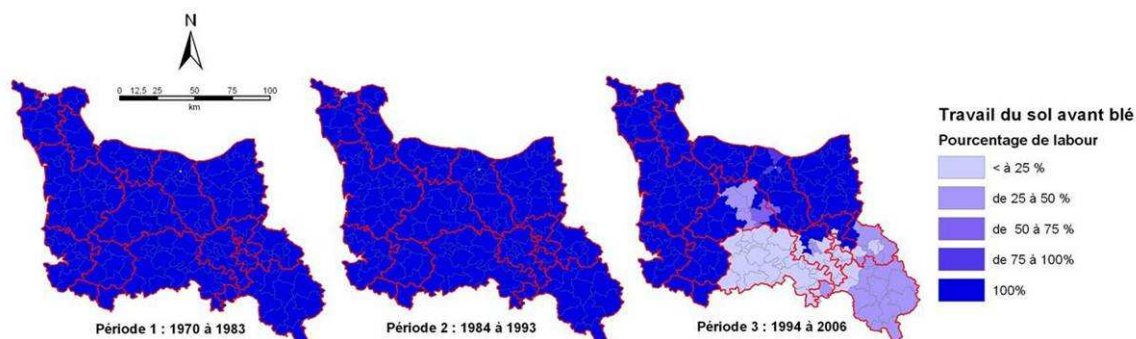 N
0 12,5 25 50 75 100
km
Travail du sol avant blé
Pourcentage de labour
< à 25 %
de 25 à 50 %
de 50 à 75 %
de 75 à 100%
100%
Période 1 : 1970 à 1983
Période 2 : 1984 à 1993
Période 3 : 1994 à 2006